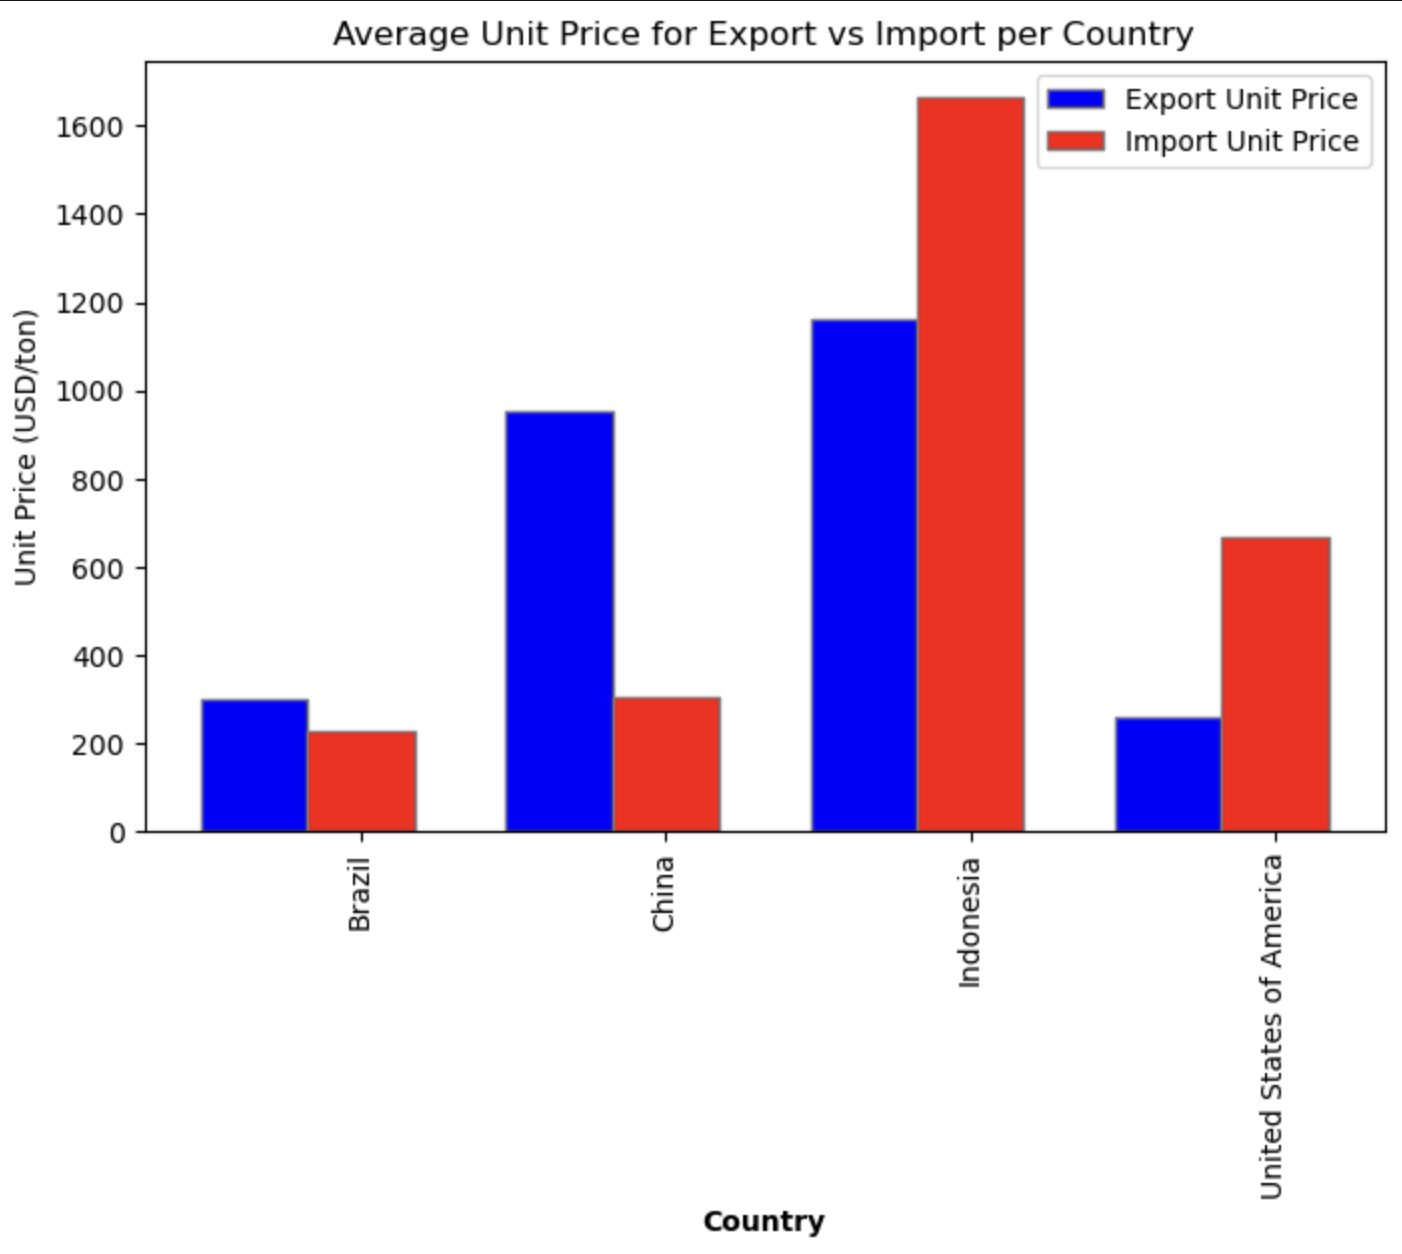 Average Unit Price for Export vs Import per Country
Export Unit Price
Import Unit Price
Unit Price (USD/ton)
1600
1400
1200
1000
800
600
400
200
0
Brazil
China
Indonesia
United States of America
Country